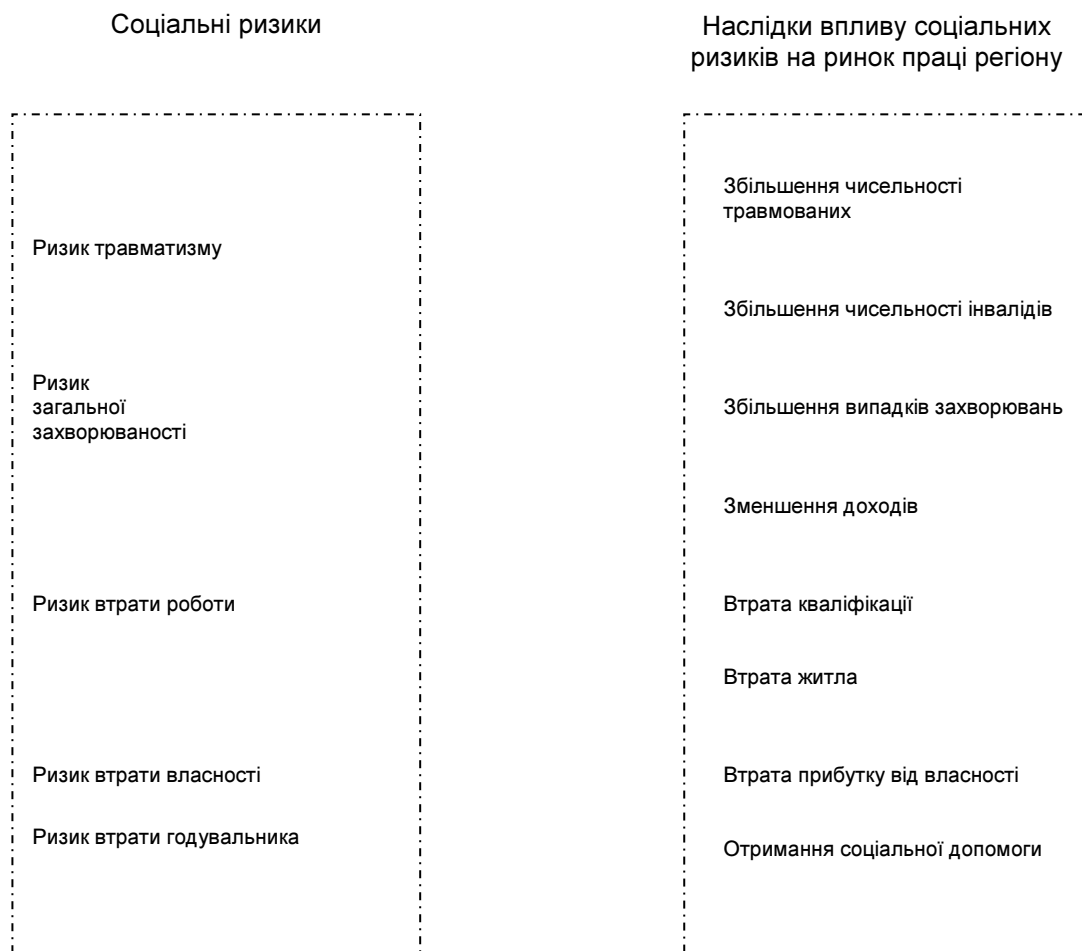 Соціальні ризики
Наслідки впливу соціальних
ризиків на ринок праці регіону
Ризик травматизму
Ризик
загальної
захворюваності
Ризик втрати роботи
Ризик втрати власності
Ризик втрати годувальника
Збільшення чисельності
травмованих
Збільшення чисельності інвалідів
Збільшення випадків захворювань
Зменшення доходів
Втрата кваліфікації
Втрата житла
Втрата прибутку від власності
Отримання соціальної допомоги